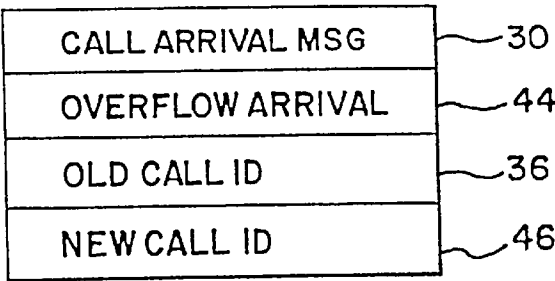 CALL ARRIVAL MSG 30
OVERFLOW ARRIVAL 44
OLD CALL ID 36
NEW CALL ID 46